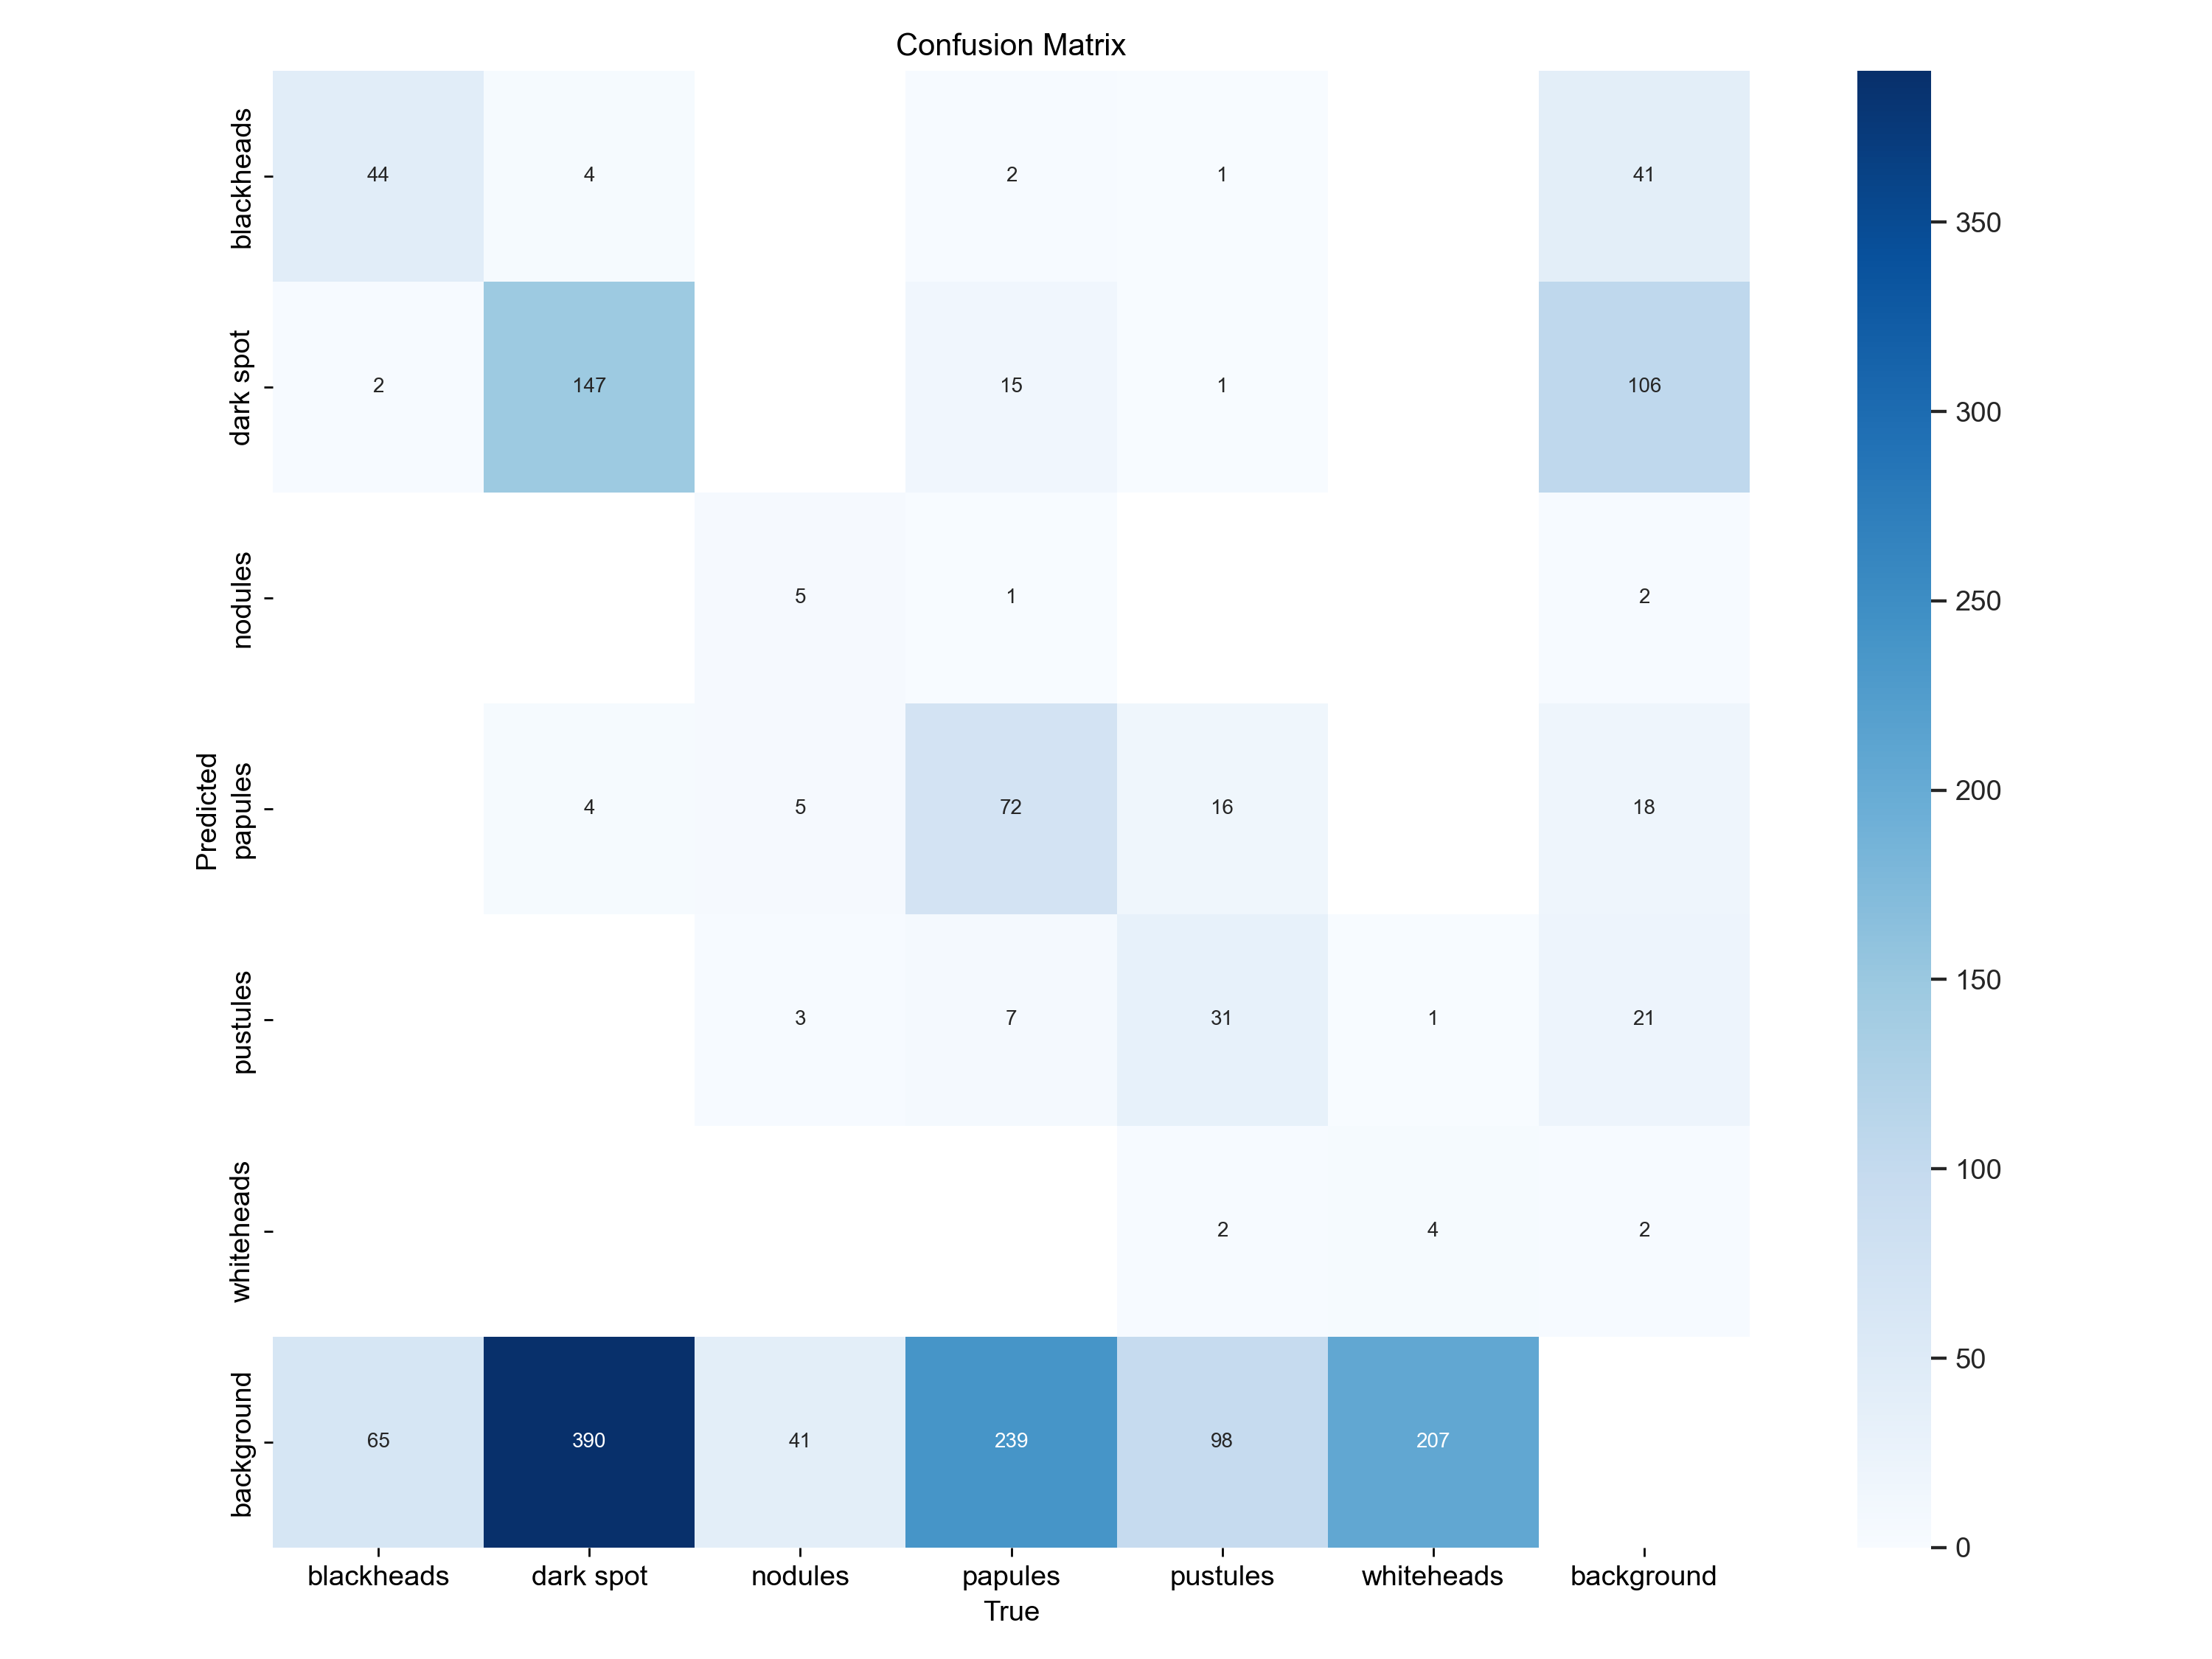 Confusion Matrix
blackheads 44 4 2 1 41
dark spot 2 147 15 1 106
nodules 5 1 2
Predicted
papules 4 5 72 16 18
pustules 3 7 31 1 21
whiteheads 2 4 2
background 65 390 41 239 98 207
blackheads dark spot nodules papules pustules whiteheads background
True
350
300
250
200
150
100
50
0